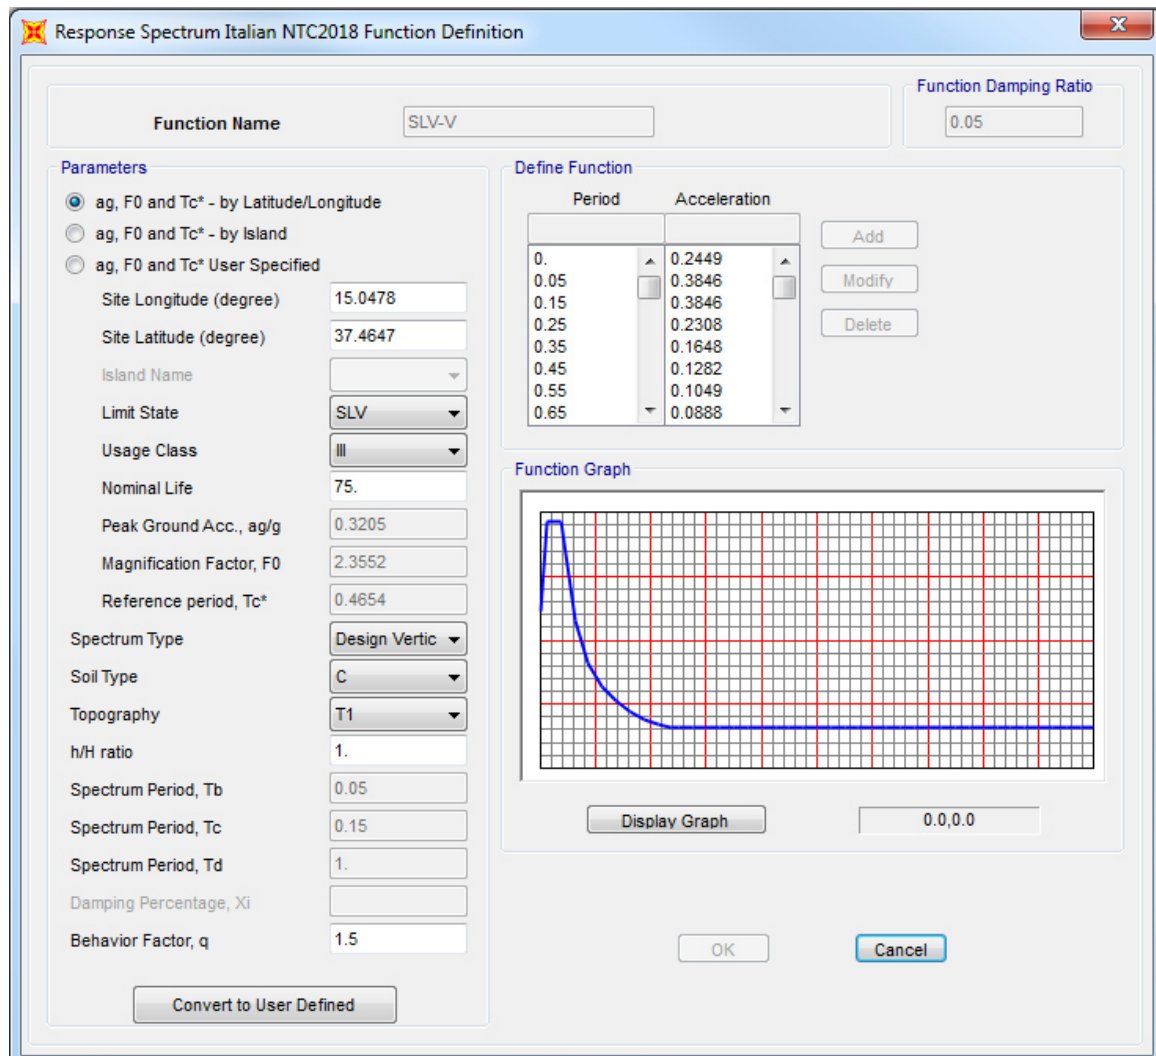 Response Spectrum Italian NTC2018 Function Definition
X
Function Damping Ratio
Function Name
SLV-V
0.05
Parameters
ag, F0 and Tc* - by Latitude/Longitude
ag, F0 and Tc* - by Island
ag, F0 and Tc* User Specified
Site Longitude (degree) 15.0478
Site Latitude (degree) 37.4647
Island Name
Limit State SLV
Usage Class III
Nominal Life 75.
Peak Ground Acc., ag/g 0.3205
Magnification Factor, F0 2.3552
Reference period, Tc* 0.4654
Spectrum Type Design Vertic
Soil Type C
Topography T1
h/H ratio 1.
Spectrum Period, Tb 0.05
Spectrum Period, Tc 0.15
Spectrum Period, Td 1.
Damping Percentage, Xi
Behavior Factor, q 1.5
Convert to User Defined
Define Function
Period Acceleration
0. 0.2449
0.05 0.3846
0.15 0.3846
0.25 0.2308
0.35 0.1648
0.45 0.1282
0.55 0.1049
0.65 0.0888
Add
Modify
Delete
Function Graph
Display Graph
0.0,0.0
OK
Cancel